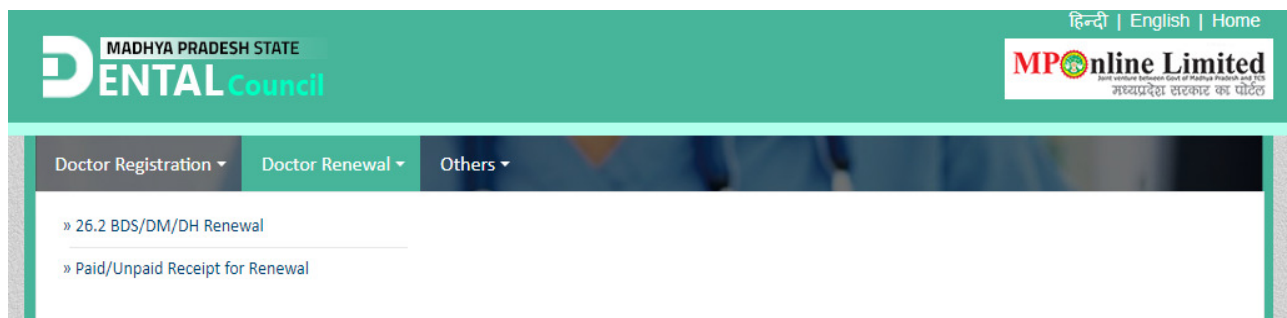 हिन्दी | English | Home
MADHYA PRADESH STATE
DENTAL Council
MPOnline Limited
Joint venture between Govt of Madhya Pradesh and TCS
मध्यप्रदेश सरकार का पोर्टल
Doctor Registration Doctor Renewal Others
» 26.2 BDS/DM/DH Renewal
» Paid/Unpaid Receipt for Renewal